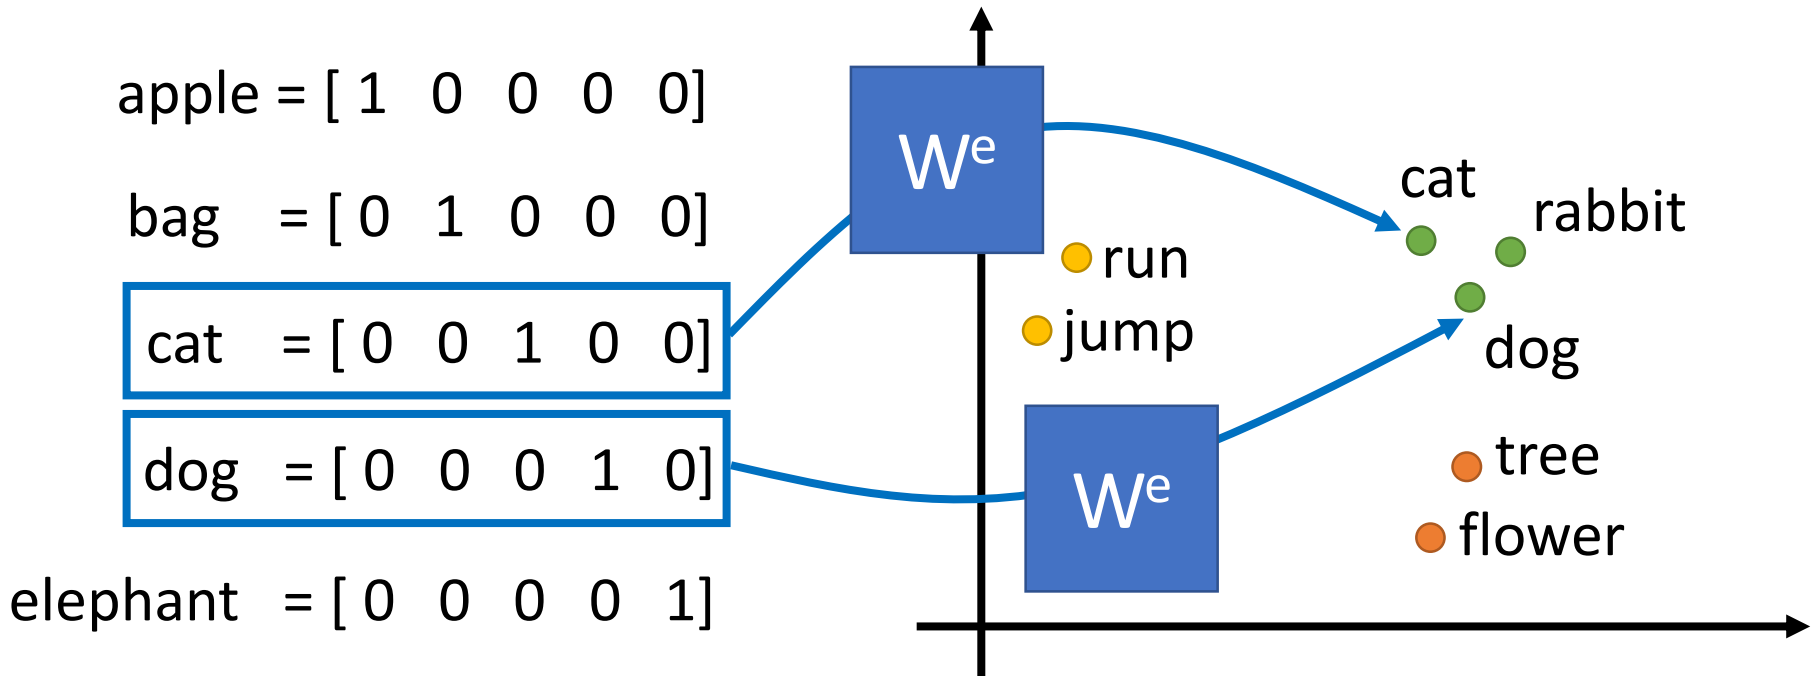 apple = [ 1 0 0 0 0]
bag = [ 0 1 0 0 0]
cat = [ 0 0 1 0 0]
dog = [ 0 0 0 1 0]
elephant = [ 0 0 0 0 1]
Wᵉ
Wᵉ
cat
rabbit
run
jump
dog
tree
flower